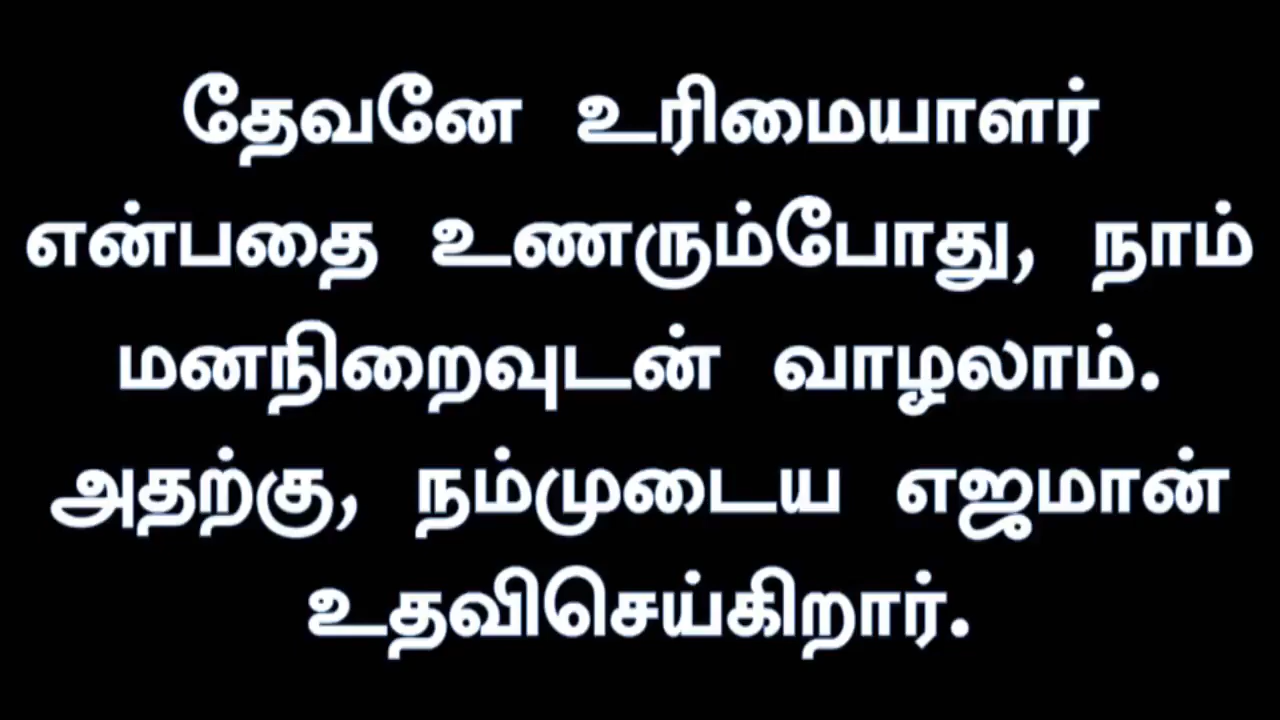 தேவனே உரிமையாளர்
என்பதை உணரும்போது, நாம்
மனநிறைவுடன் வாழலாம்.
அதற்கு, நம்முடைய எஜமான்
உதவிசெய்கிறார்.